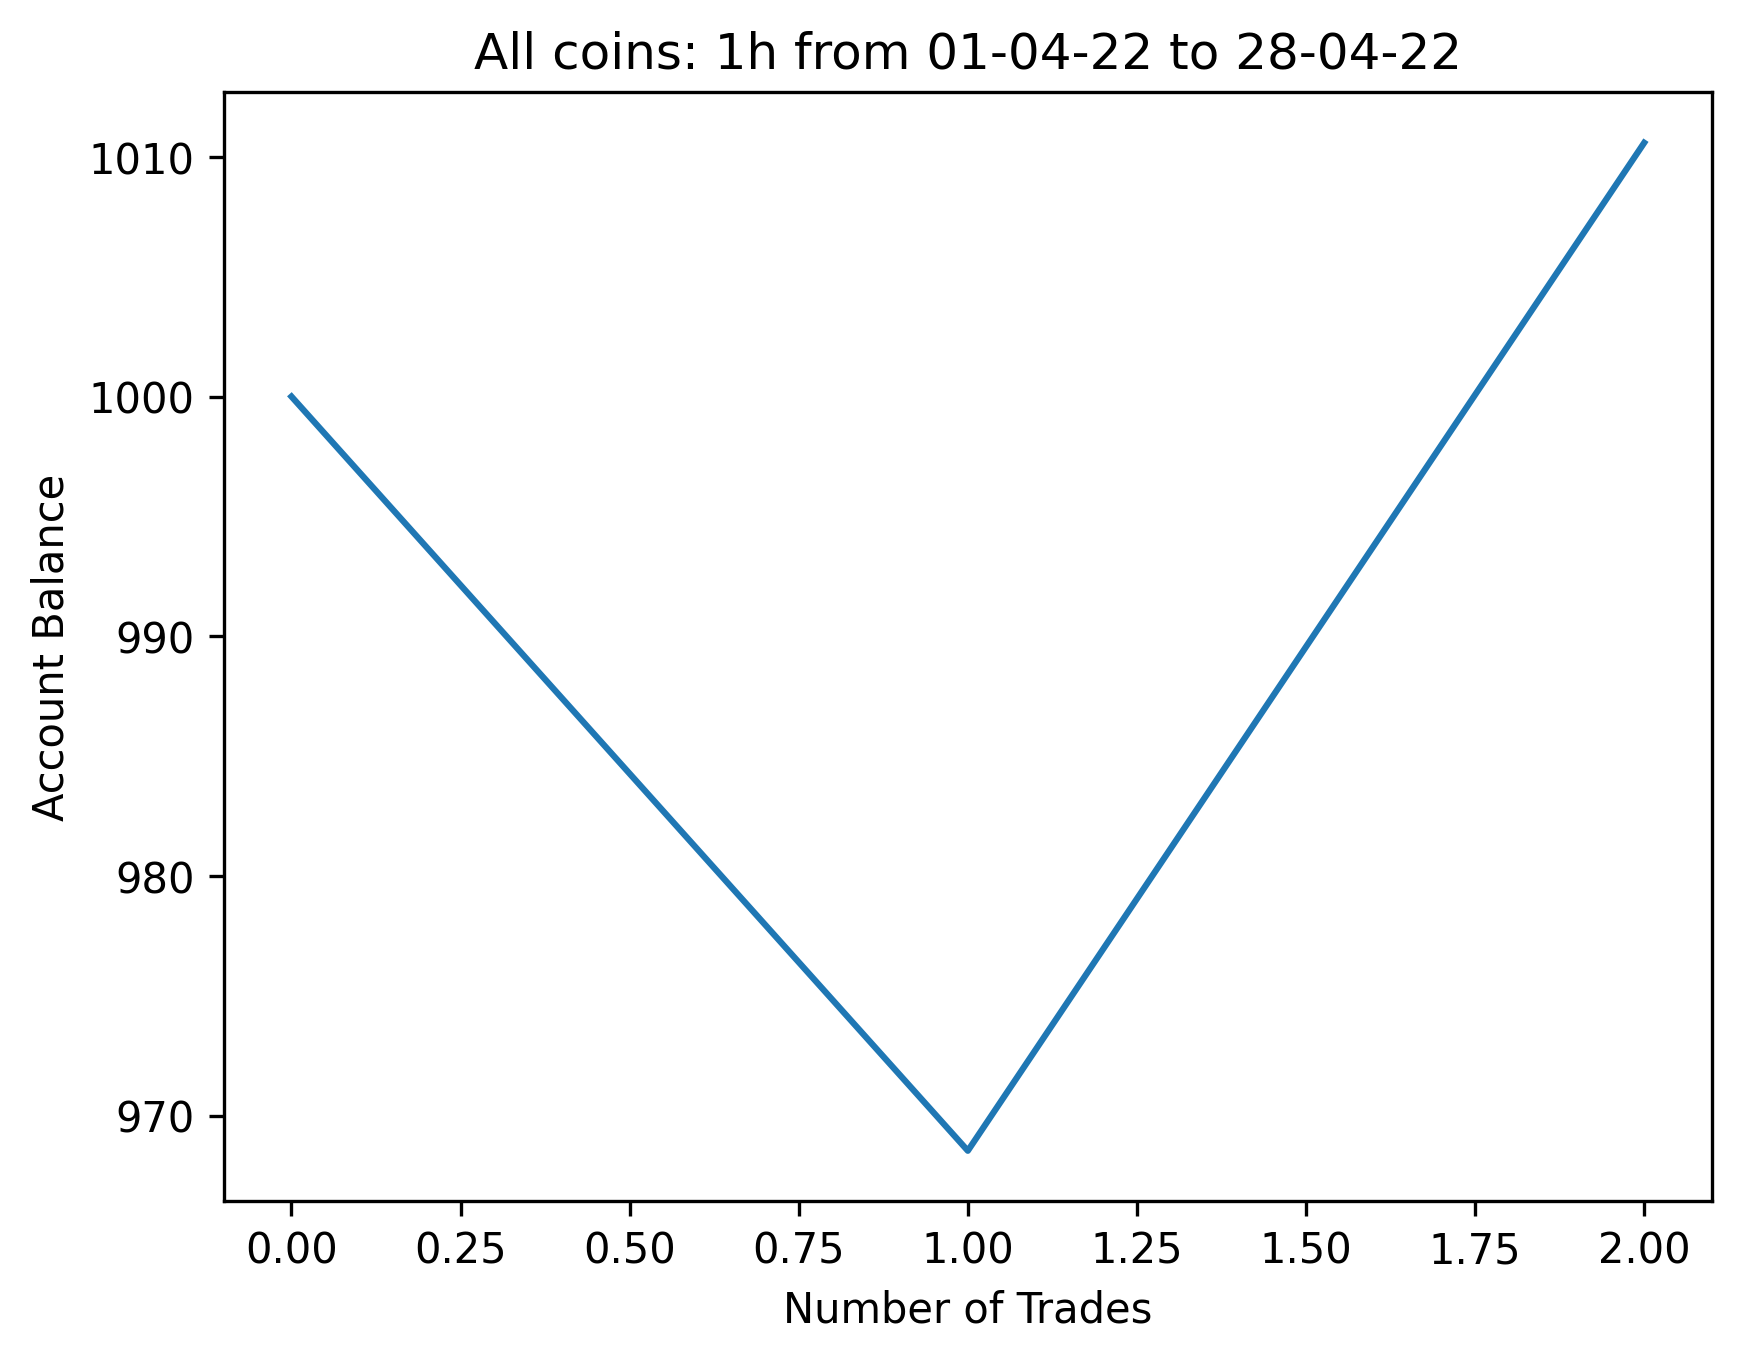 All coins: 1h from 01-04-22 to 28-04-22
1010
1000
990
980
970
Account Balance
0.00 0.25 0.50 0.75 1.00 1.25 1.50 1.75 2.00
Number of Trades